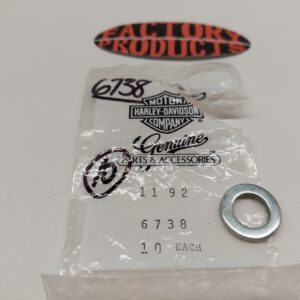 FACTORY
PRODUCTS
6738
MOTOR
HARLEY-DAVIDSON
COMPANY
Genuine
PARTS & ACCESSORIES
1192
6738
10 EACH